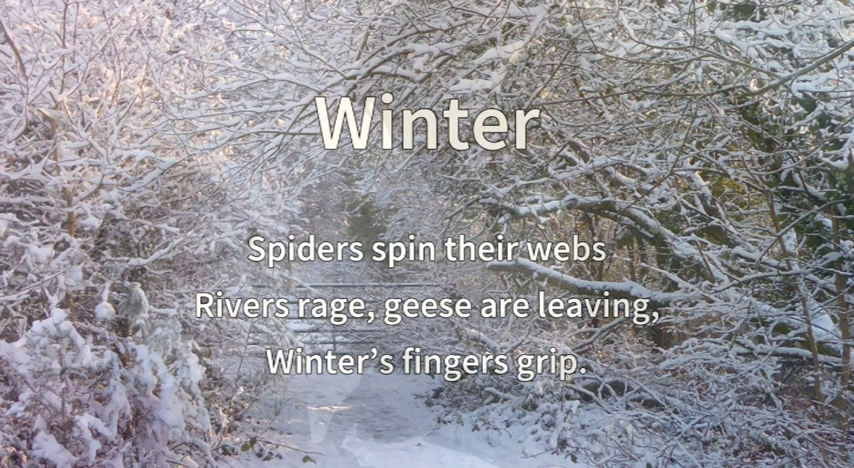 Winter
Spiders spin their webs
Rivers rage, geese are leaving,
Winter’s fingers grip.